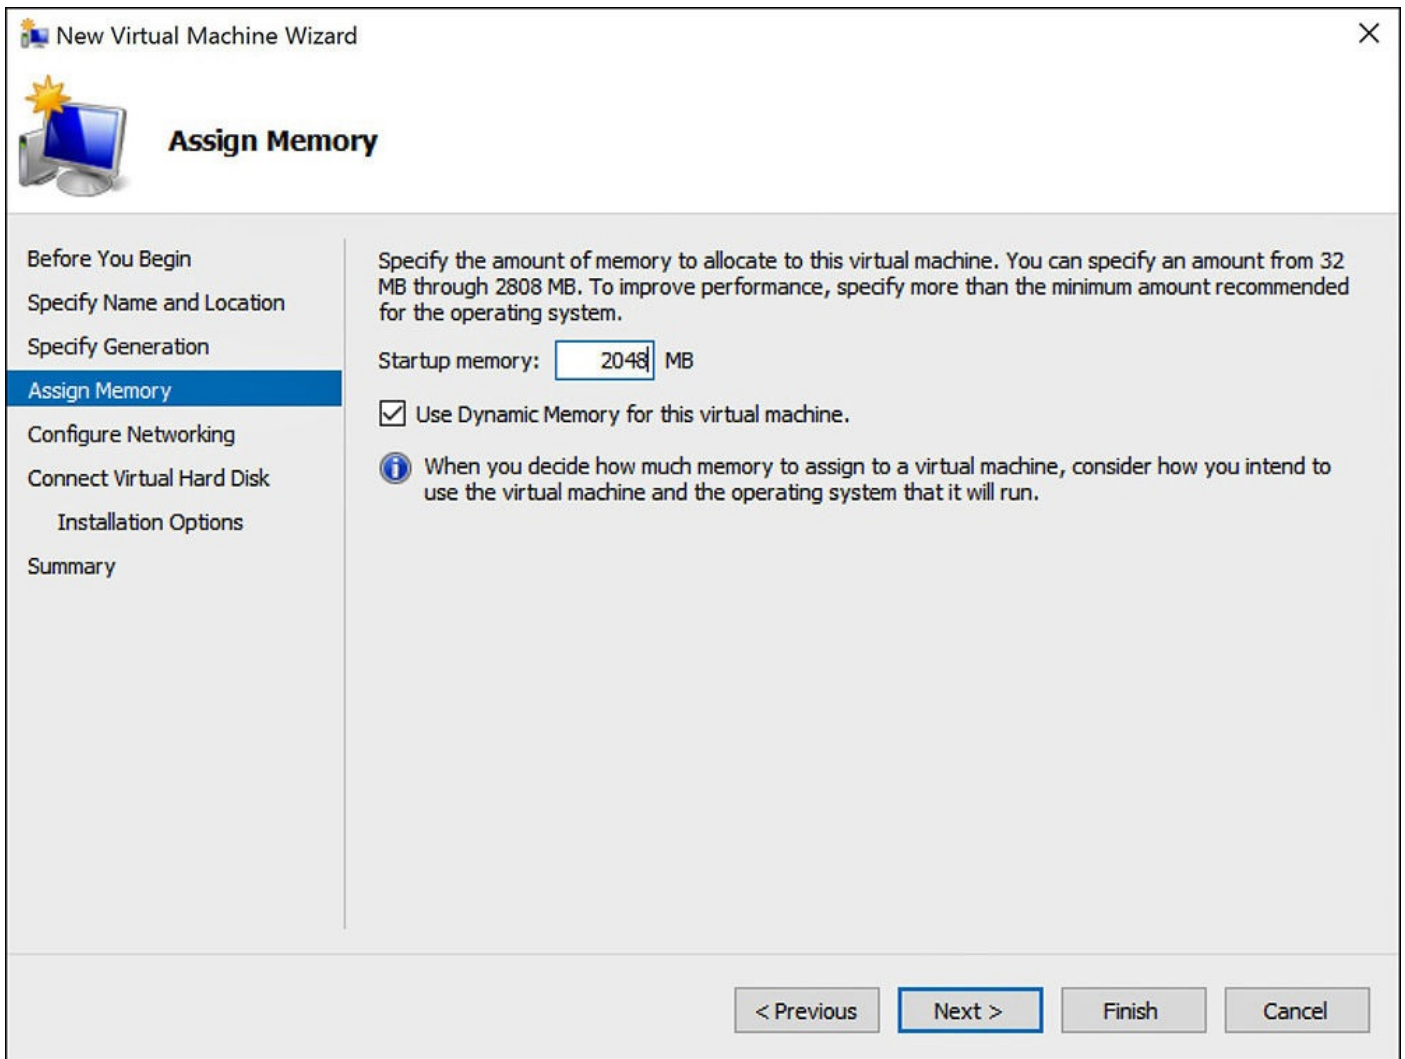 New Virtual Machine Wizard
Assign Memory
Before You Begin
Specify Name and Location
Specify Generation
Assign Memory
Configure Networking
Connect Virtual Hard Disk
Installation Options
Summary
Specify the amount of memory to allocate to this virtual machine. You can specify an amount from 32
MB through 2808 MB. To improve performance, specify more than the minimum amount recommended
for the operating system.
Startup memory: 2048 MB
Use Dynamic Memory for this virtual machine.
When you decide how much memory to assign to a virtual machine, consider how you intend to
use the virtual machine and the operating system that it will run.
< Previous
Next >
Finish
Cancel